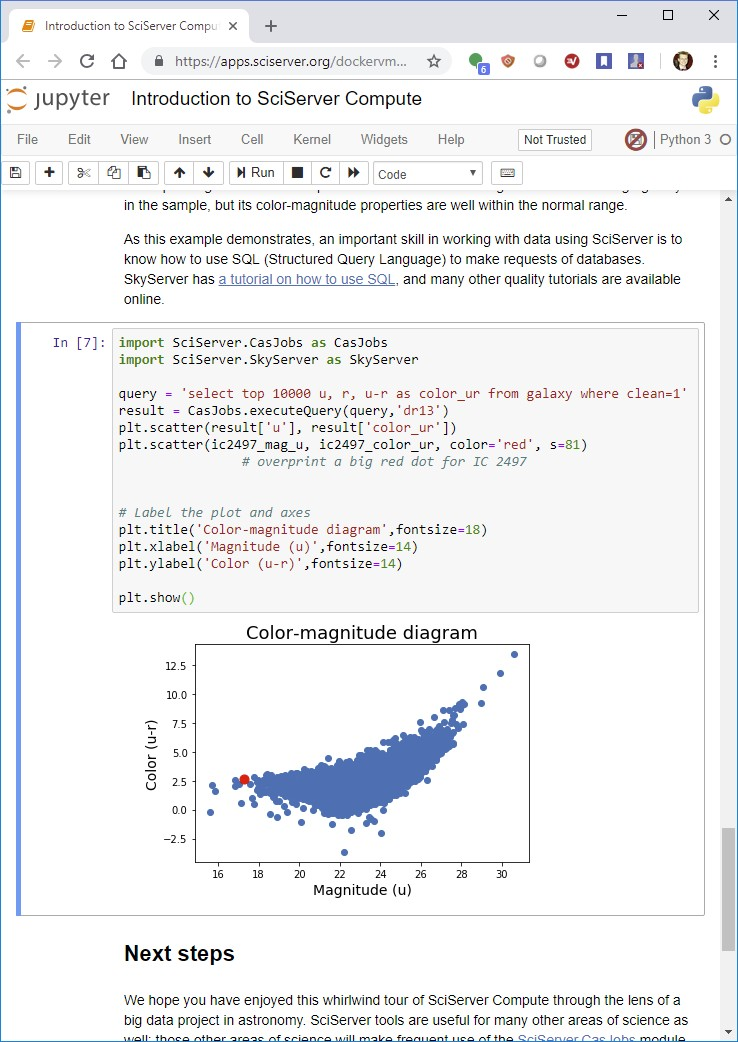 Introduction to SciServer Compu
https://apps.sciserver.org/dockervm...
6
jupyter Introduction to SciServer Compute
File Edit View Insert Cell Kernel Widgets Help Not Trusted Python 3
Run Code
in the sample, but its color-magnitude properties are well within the normal range.
As this example demonstrates, an important skill in working with data using SciServer is to
know how to use SQL (Structured Query Language) to make requests of databases.
SkyServer has a tutorial on how to use SQL, and many other quality tutorials are available
online.
In [7]:
import SciServer.CasJobs as CasJobs
import SciServer.SkyServer as SkyServer
query = 'select top 10000 u, r, u-r as color_ur from galaxy where clean=1'
result = CasJobs.executeQuery(query,'dr13')
plt.scatter(result['u'], result['color_ur'])
plt.scatter(ic2497_mag_u, ic2497_color_ur, color='red', s=81)
# overprint a big red dot for IC 2497
# Label the plot and axes
plt.title('Color-magnitude diagram',fontsize=18)
plt.xlabel('Magnitude (u)',fontsize=14)
plt.ylabel('Color (u-r)',fontsize=14)
plt.show()
Color-magnitude diagram
12.5
10.0
7.5
5.0
2.5
0.0
−2.5
Color (u-r)
16 18 20 22 24 26 28 30
Magnitude (u)
Next steps
We hope you have enjoyed this whirlwind tour of SciServer Compute through the lens of a
big data project in astronomy. SciServer tools are useful for many other areas of science as
well; those other areas of science will make frequent use of the SciServer.CasJobs module